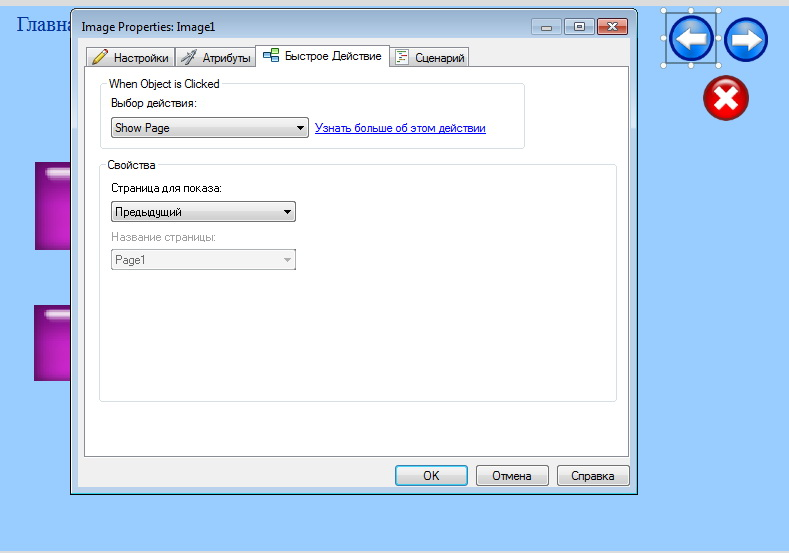 Image Properties: Image1
Настройки
Атрибуты
Быстрое Действие
Сценарий
When Object is Clicked
Выбор действия:
Show Page
Узнать больше об этом действии
Свойства
Страница для показа:
Предыдущий
Название страницы:
Page1
OK
Отмена
Справка